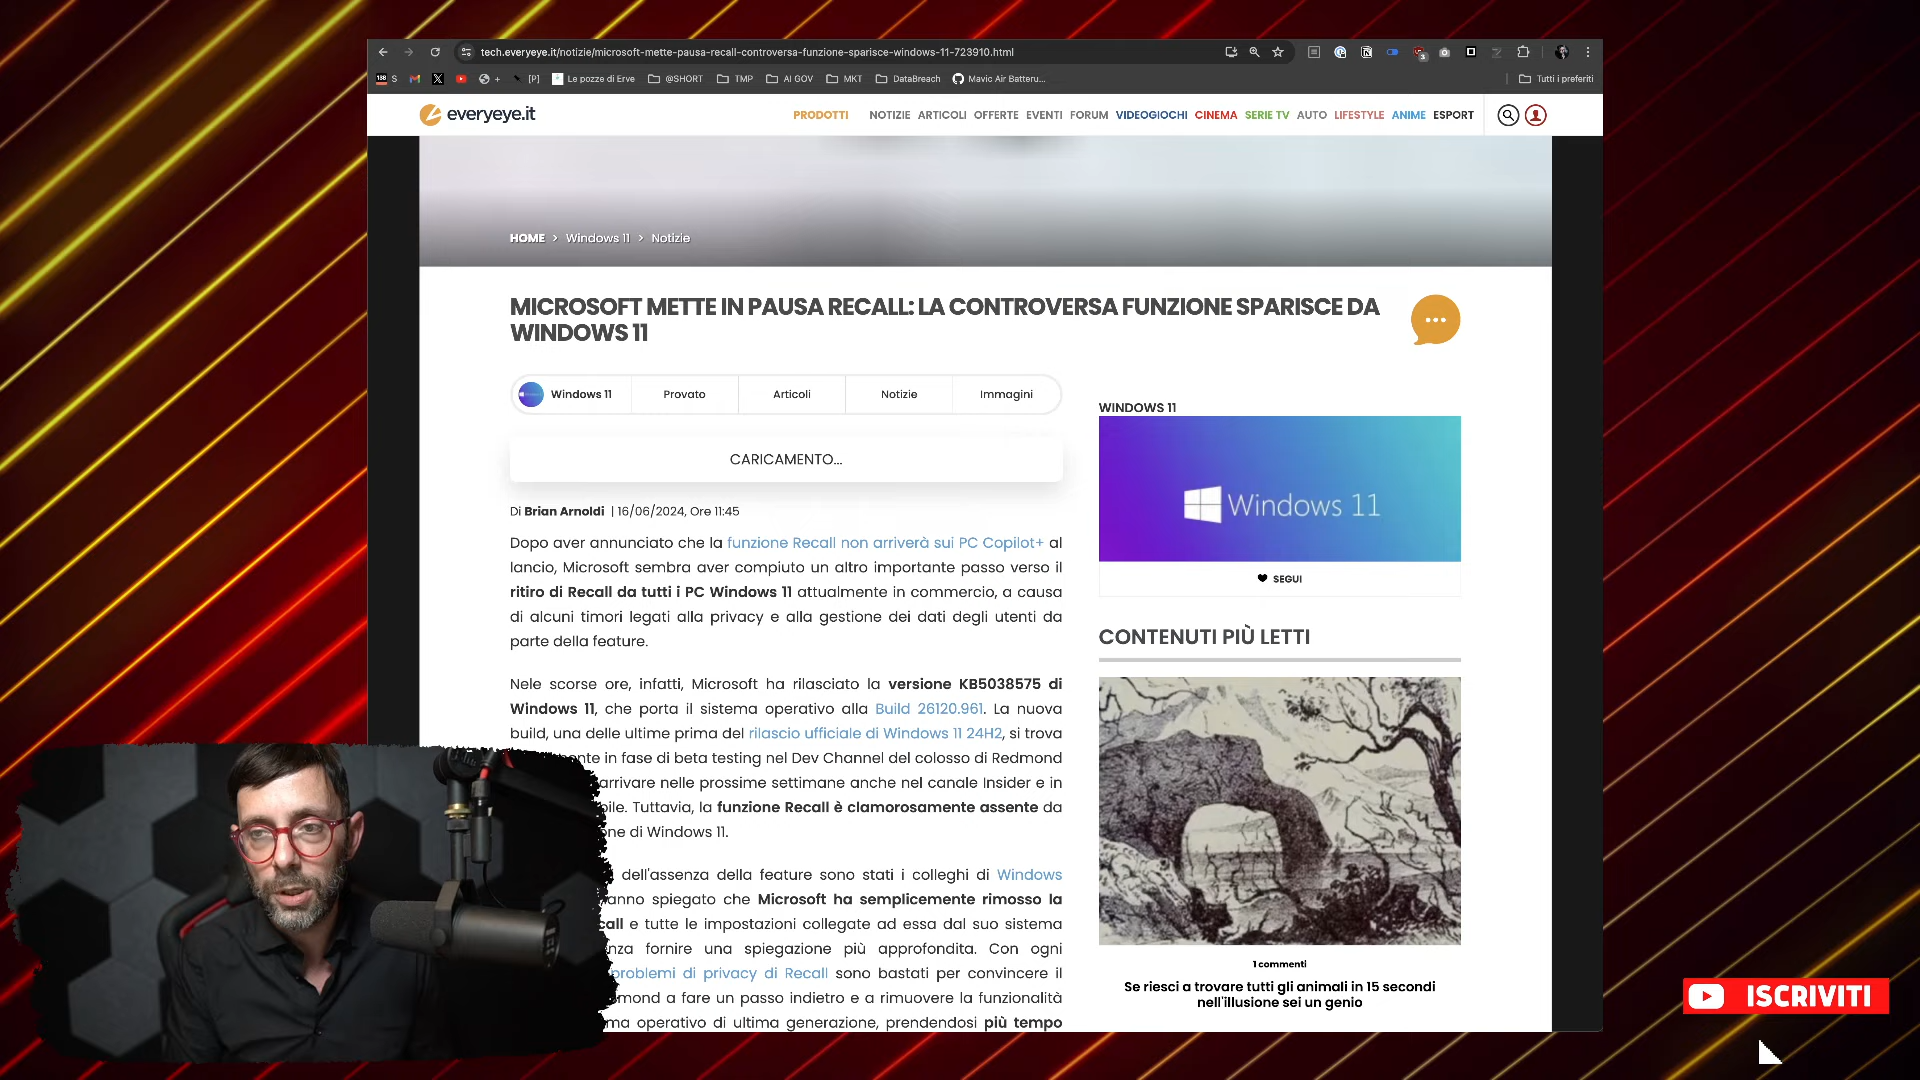 tech.everyeye.it/notizie/microsoft-mette-pausa-recall-controversa-funzione-sparisce-windows-11-723910.html
S
+
[P]
Le pozze di Erve
@SHORT
TMP
AI GOV
MKT
DataBreach
Mavic Air Batteru...
Tutti i preferiti
everyeye.it
PRODOTTI NOTIZIE ARTICOLI OFFERTE EVENTI FORUM VIDEOGIOCHI CINEMA SERIE TV AUTO LIFESTYLE ANIME ESPORT
HOME > Windows 11 > Notizie
MICROSOFT METTE IN PAUSA RECALL: LA CONTROVERSA FUNZIONE SPARISCE DA
WINDOWS 11
Windows 11 Provato Articoli Notizie Immagini
CARICAMENTO...
Di Brian Arnoldi | 16/06/2024, Ore 11:45
Dopo aver annunciato che la funzione Recall non arriverà sui PC Copilot+ al
lancio, Microsoft sembra aver compiuto un altro importante passo verso il
ritiro di Recall da tutti i PC Windows 11 attualmente in commercio, a causa
di alcuni timori legati alla privacy e alla gestione dei dati degli utenti da
parte della feature.
Nele scorse ore, infatti, Microsoft ha rilasciato la versione KB5038575 di
Windows 11, che porta il sistema operativo alla Build 26120.961. La nuova
build, una delle ultime prima del rilascio ufficiale di Windows 11 24H2, si trova
nte in fase di beta testing nel Dev Channel del colosso di Redmond
arrivare nelle prossime settimane anche nel canale Insider e in
ile. Tuttavia, la funzione Recall è clamorosamente assente da
ne di Windows 11.
dell'assenza della feature sono stati i colleghi di Windows
anno spiegato che Microsoft ha semplicemente rimosso la
call e tutte le impostazioni collegate ad essa dal suo sistema
nza fornire una spiegazione più approfondita. Con ogni
problemi di privacy di Recall sono bastati per convincere il
mond a fare un passo indietro e a rimuovere la funzionalità
ma operativo di ultima generazione, prendendosi più tempo
WINDOWS 11
Windows 11
SEGUI
CONTENUTI PIÙ LETTI
1 commenti
Se riesci a trovare tutti gli animali in 15 secondi
nell'illusione sei un genio
ISCRIVITI